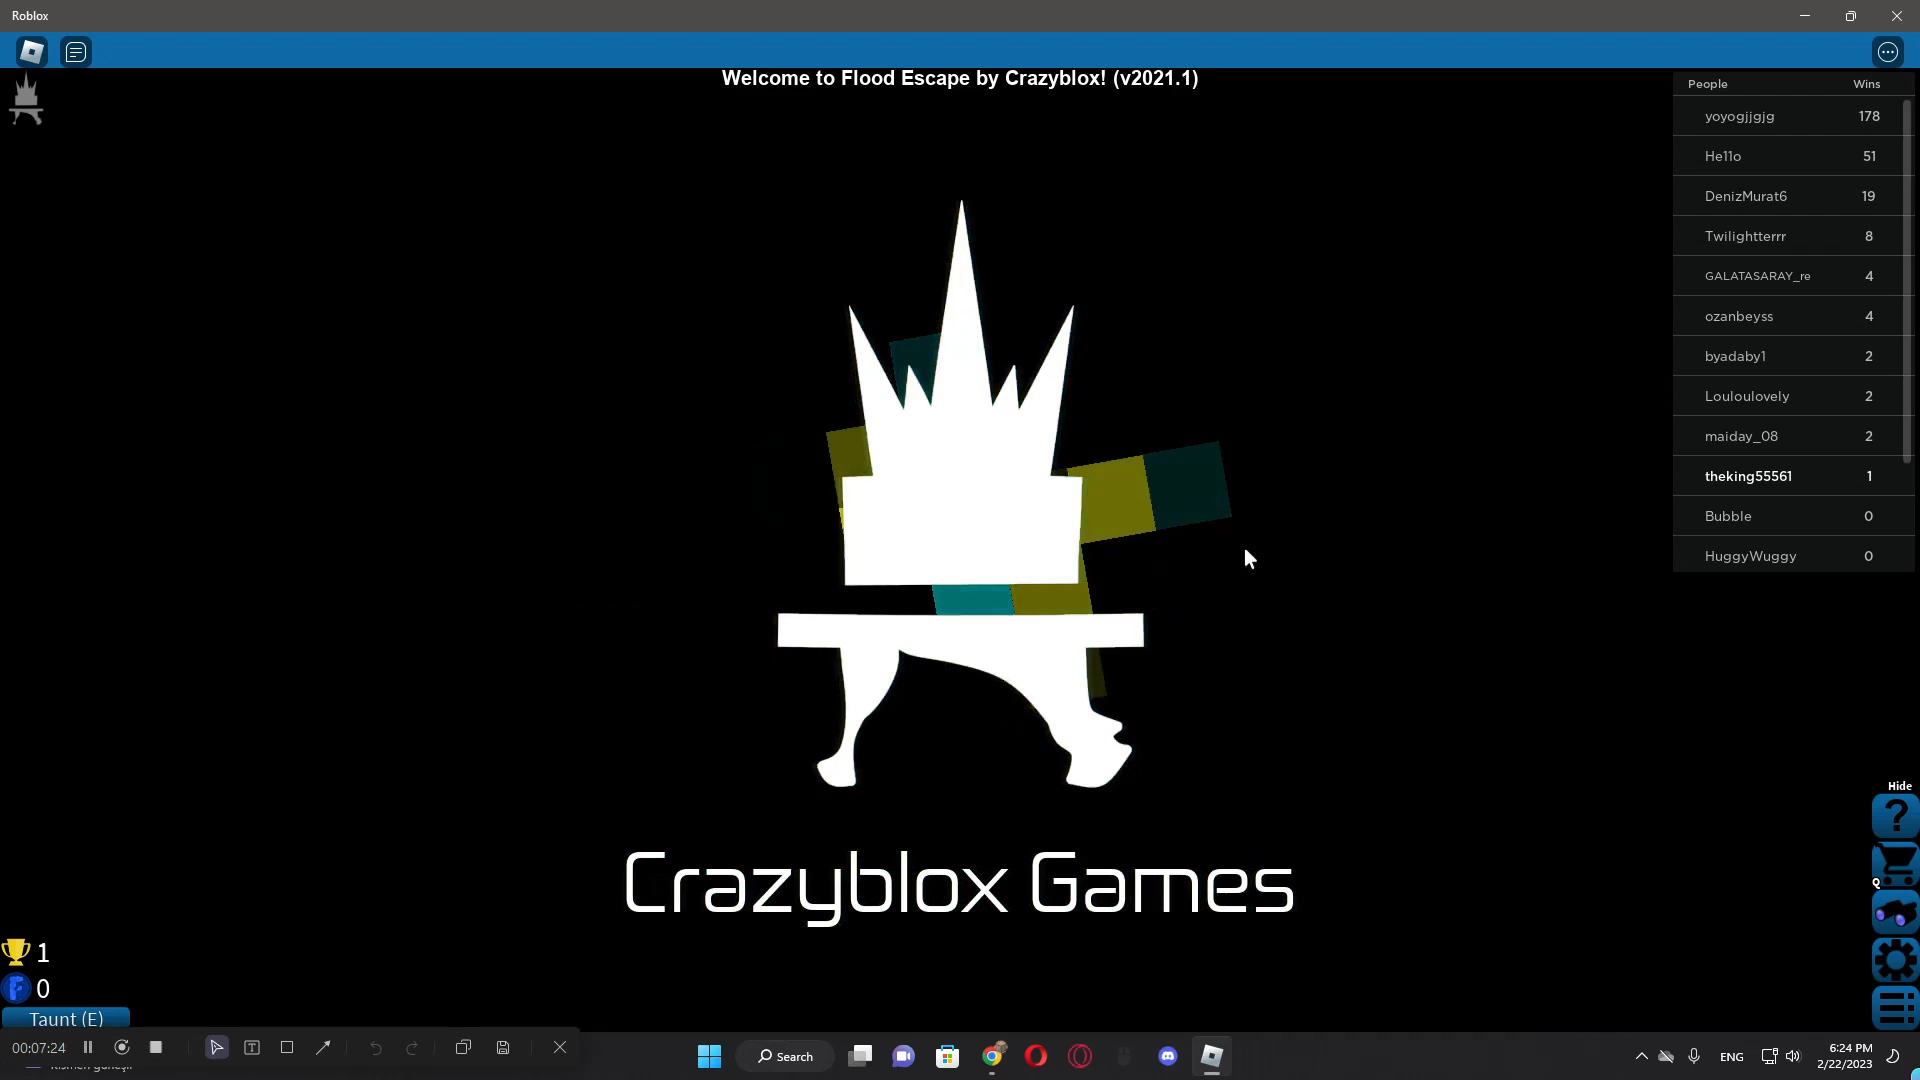 Roblox
Welcome to Flood Escape by Crazyblox! (v2021.1)
People Wins
yoyogjjgjg 178
He11o 51
DenizMurat6 19
Twilightterrr 8
GALATASARAY_re 4
ozanbeyss 4
byadaby1 2
Louloulovely 2
maiday_08 2
theking55561 1
Bubble 0
HuggyWuggy 0
Hide
?
Q
Crazyblox Games
1
F 0
Taunt (E)
00:07:24
T
Search
ENG
6:24 PM
2/22/2023